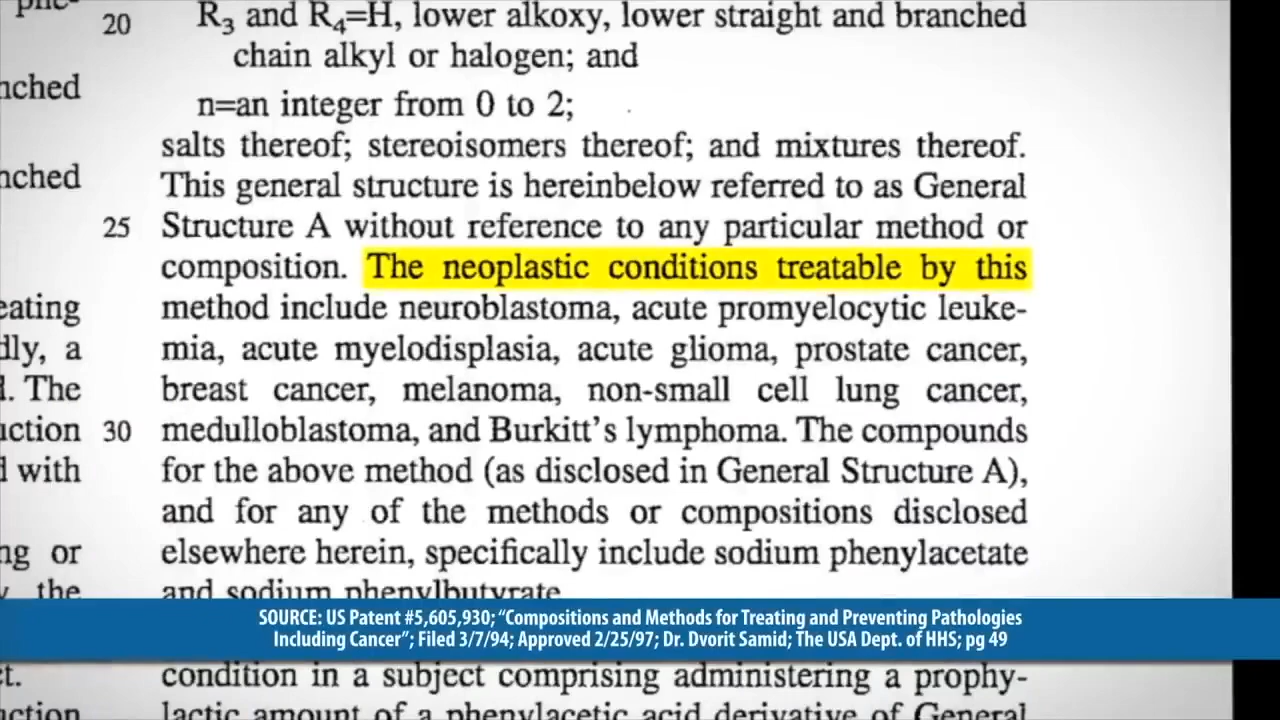 phe-
nched
nched
eating
dly, a
. The
uction
with
ng or
the
t.
20 R3 and R4=H, lower alkoxy, lower straight and branched
chain alkyl or halogen; and
n=an integer from 0 to 2;
salts thereof; stereoisomers thereof; and mixtures thereof.
This general structure is hereinbelow referred to as General
25 Structure A without reference to any particular method or
composition. The neoplastic conditions treatable by this
method include neuroblastoma, acute promyelocytic leuke-
mia, acute myelodisplasia, acute glioma, prostate cancer,
breast cancer, melanoma, non-small cell lung cancer,
30 medulloblastoma, and Burkitt's lymphoma. The compounds
for the above method (as disclosed in General Structure A),
and for any of the methods or compositions disclosed
elsewhere herein, specifically include sodium phenylacetate
and sodium phenylbutyrate
SOURCE: US Patent #5,605,930; “Compositions and Methods for Treating and Preventing Pathologies
Including Cancer”; Filed 3/7/94; Approved 2/25/97; Dr. Dvorit Samid; The USA Dept. of HHS; pg 49
condition in a subject comprising administering a prophy-
lactic amount of a phenylacetic acid derivative of General